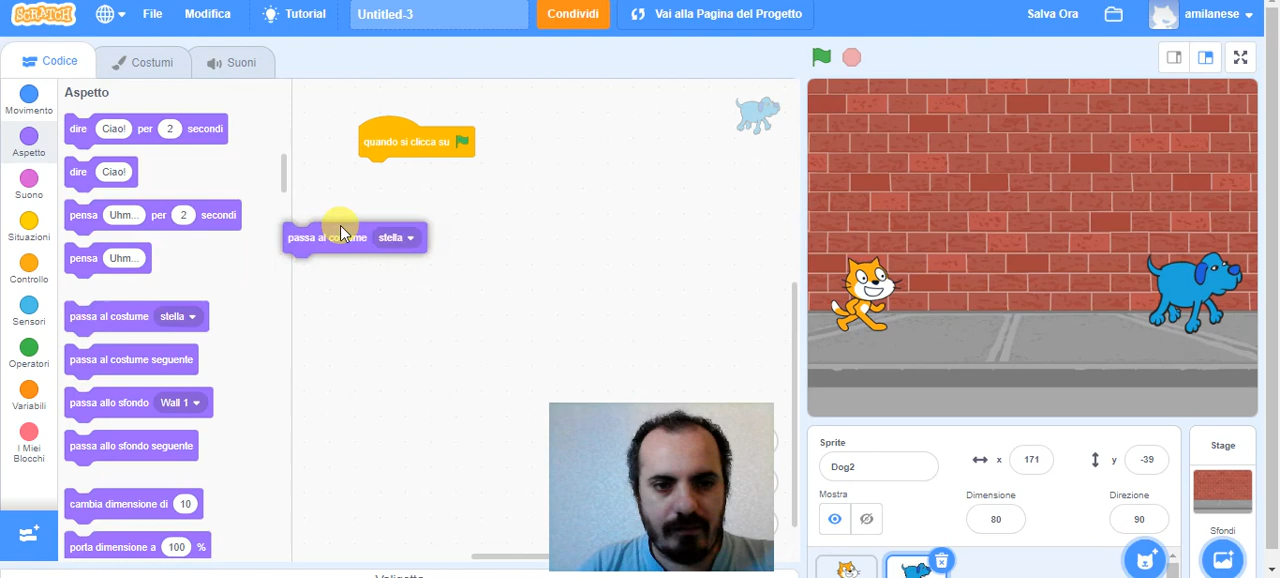 SCRATCH
File
Modifica
Tutorial
Untitled-3
Condividi
Vai alla Pagina del Progetto
Salva Ora
amilanese
Codice
Costumi
Suoni
Movimento
Aspetto
Suono
Situazioni
Controllo
Sensori
Operatori
Variabili
I Miei
Blocchi
Aspetto
dire Ciao! per 2 secondi
dire Ciao!
pensa Uhm... per 2 secondi
pensa Uhm...
passa al costume stella
passa al costume seguente
passa allo sfondo Wall 1
passa allo sfondo seguente
cambia dimensione di 10
porta dimensione a 100 %
quando si clicca su
passa al costume stella
Sprite
Dog2
x 171
y -39
Mostra
Dimensione
80
Direzione
90
Stage
Sfondi
Valigetta